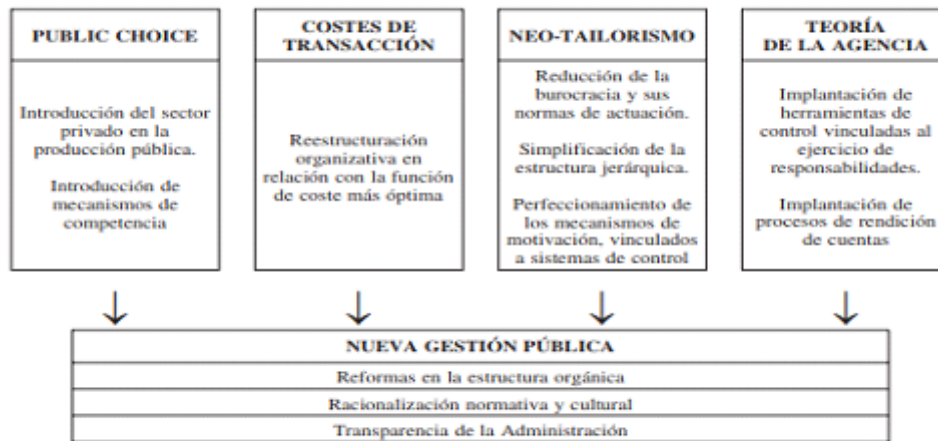 PUBLIC CHOICE
Introducción del sector
privado en la
producción pública.
Introducción de
mecanismos de
competencia
COSTES DE
TRANSACCIÓN
Reestructuración
organizativa en
relación con la función
de coste más óptima
NEO-TAILORISMO
Reducción de la
burocracia y sus
normas de actuación.
Simplificación de la
estructura jerárquica.
Perfeccionamiento de
los mecanismos de
motivación, vinculados
a sistemas de control
TEORÍA
DE LA AGENCIA
Implantación de
herramientas de
control vinculadas al
ejercicio de
responsabilidades.
Implantación de
procesos de rendición
de cuentas
NUEVA GESTIÓN PÚBLICA
Reformas en la estructura orgánica
Racionalización normativa y cultural
Transparencia de la Administración